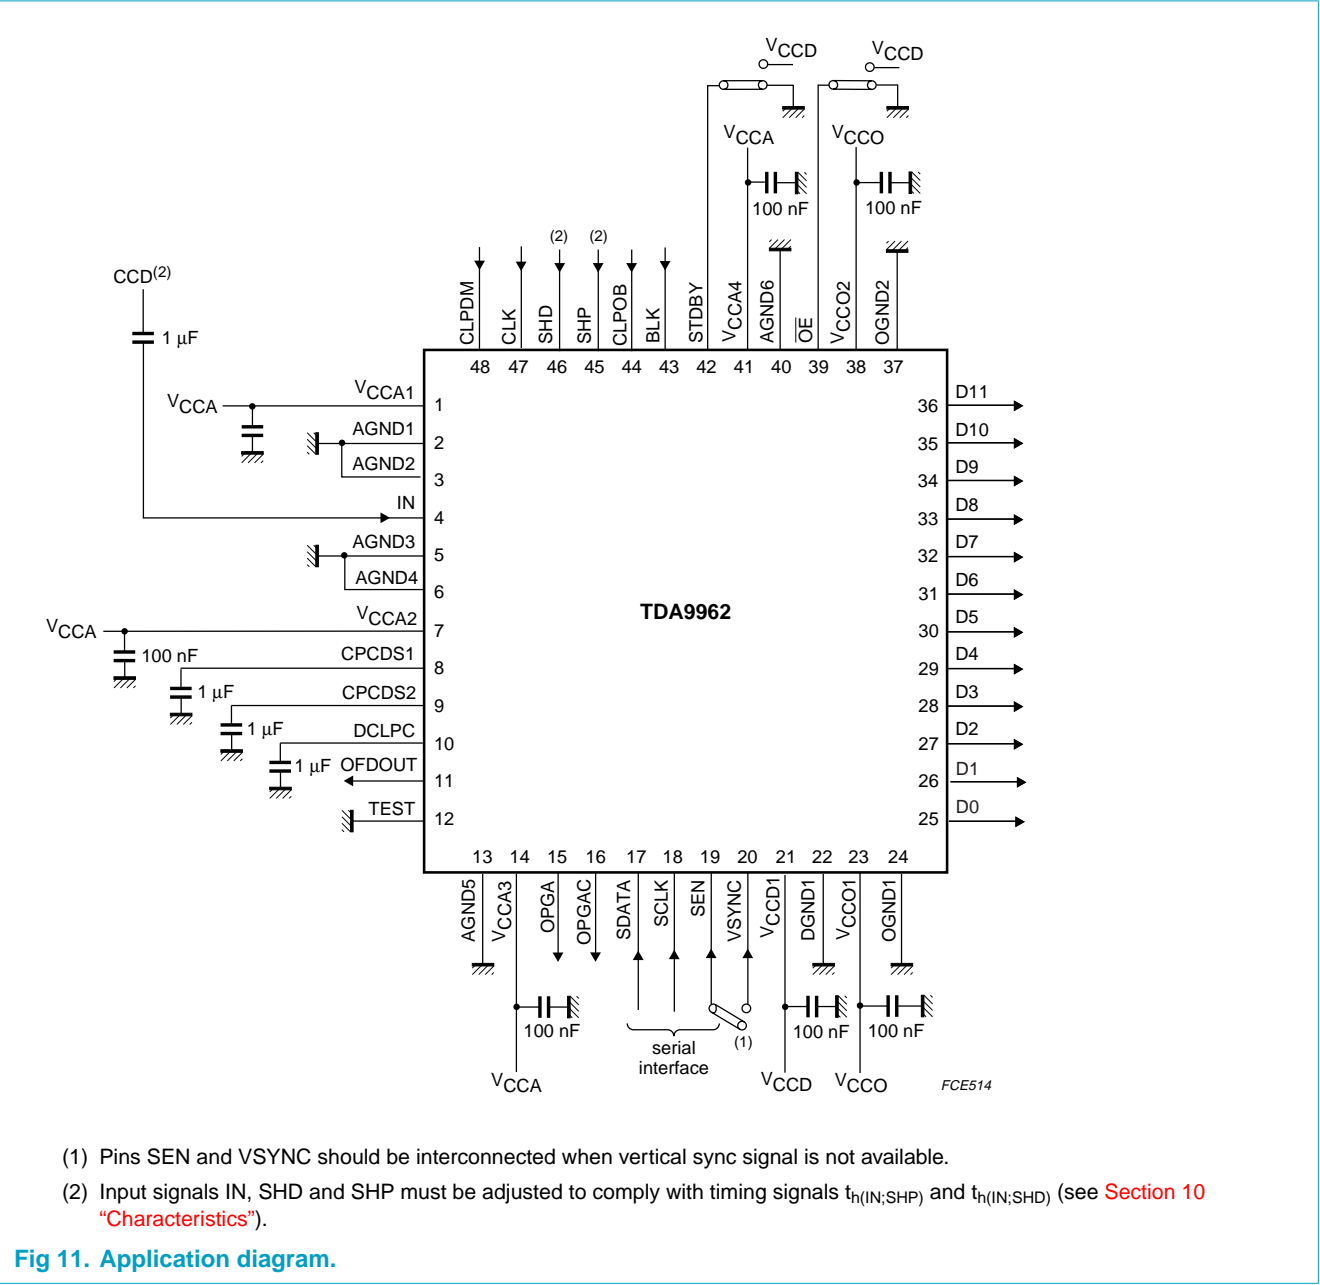 VCCD
VCCD
VCCA
VCCO
100 nF
100 nF
(2)
(2)
CCD(2)
1 μF
CLPDM
CLK
SHD
SHP
CLPOB
BLK
STDBY
VCCA4
AGND6
OE
VCCO2
OGND2
48
47
46
45
44
43
42
41
40
39
38
37
VCCA
VCCA1
1
AGND1
2
AGND2
3
IN
4
AGND3
5
AGND4
6
VCCA
VCCA2
7
100 nF
CPCDS1
8
1 μF
CPCDS2
9
1 μF
DCLPC
10
1 μF
OFDOUT
11
TEST
12
TDA9962
36
D11
35
D10
34
D9
33
D8
32
D7
31
D6
30
D5
29
D4
28
D3
27
D2
26
D1
25
D0
13
14
15
16
17
18
19
20
21
22
23
24
AGND5
VCCA3
OPGA
OPGAC
SDATA
SCLK
SEN
VSYNC
VCCD1
DGND1
VCCO1
OGND1
100 nF
100 nF
100 nF
(1)
serial
interface
VCCA
VCCD
VCCO
FCE514
(1) Pins SEN and VSYNC should be interconnected when vertical sync signal is not available.
(2) Input signals IN, SHD and SHP must be adjusted to comply with timing signals th(IN;SHP) and th(IN;SHD) (see Section 10
“Characteristics”).
Fig 11. Application diagram.